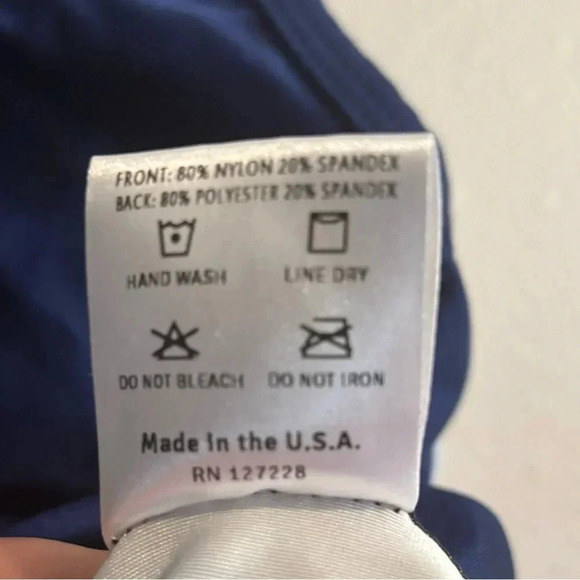 FRONT: 80% NYLON 20% SPANDEX
BACK: 80% POLYESTER 20% SPANDEX
HAND WASH LINE DRY
DO NOT BLEACH DO NOT IRON
Made in the U.S.A.
RN 127228